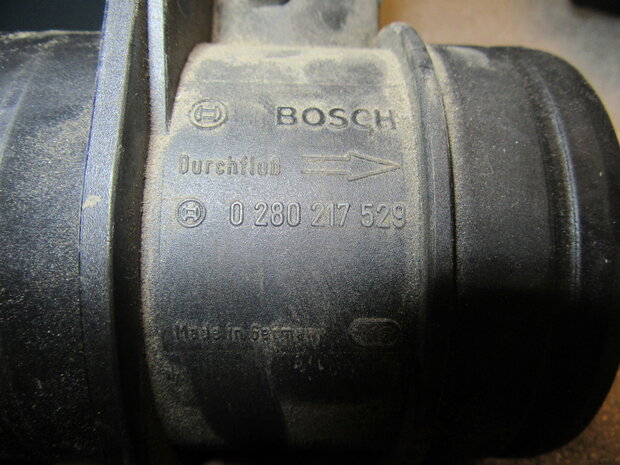 BOSCH
Durchfluß
0 280 217 529
Made in Germany